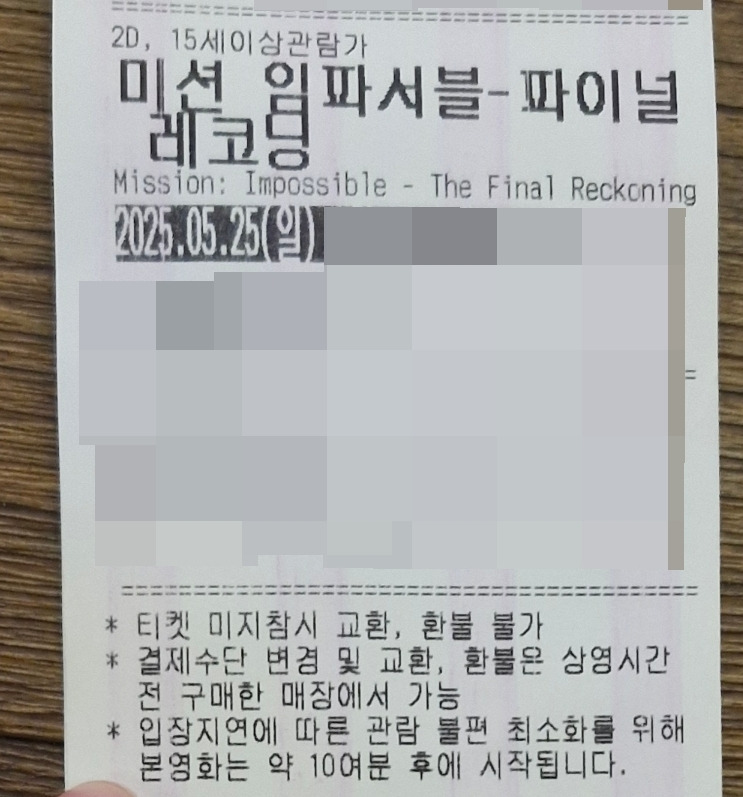 2D, 15세이상관람가
미션 임파서블-파이널
레코딩
Mission: Impossible - The Final Reckoning
2025.05.25(일)
* 티켓 미지참시 교환, 환불 불가
* 결제수단 변경 및 교환, 환불은 상영시간
전 구매한 매장에서 가능
* 입장지연에 따른 관람 불편 최소화를 위해
본영화는 약 10여분 후에 시작됩니다.